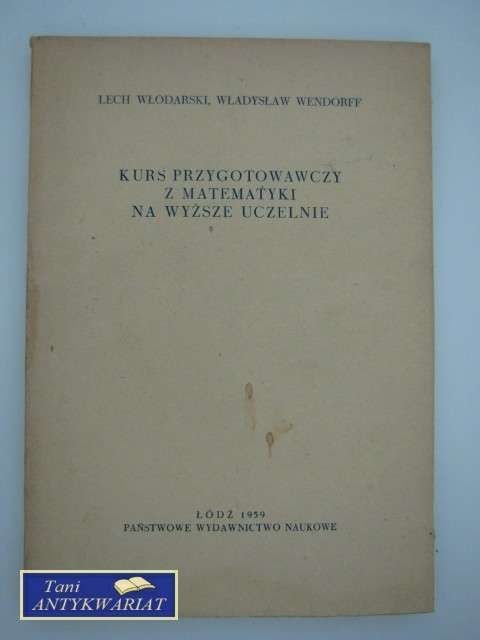 LECH WŁODARSKI, WŁADYSŁAW WENDORFF
KURS PRZYGOTOWAWCZY
Z MATEMATYKI
NA WYŻSZE UCZELNIE
ŁÓDŹ 1959
PAŃSTWOWE WYDAWNICTWO NAUKOWE
Tani
ANTYKWARIAT